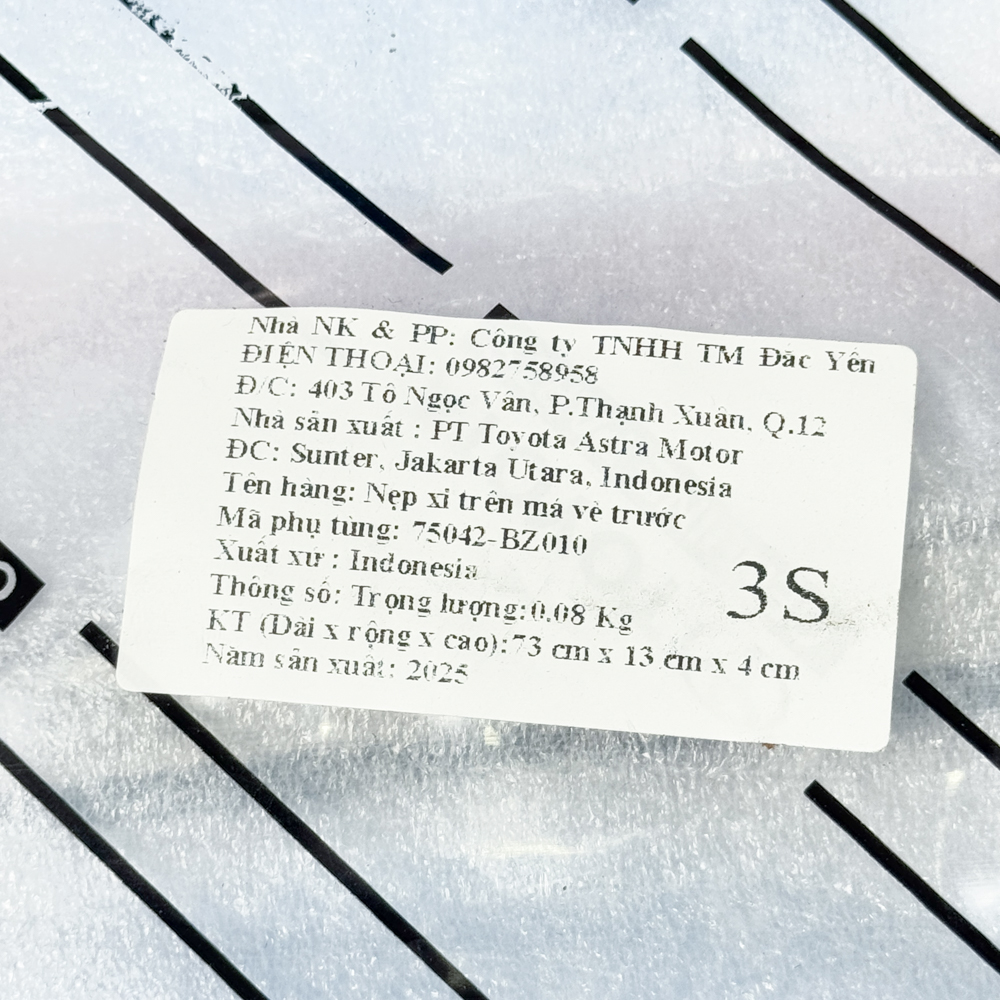 Nhà NK & PP: Công ty TNHH TM Đắc Yên
ĐIỆN THOẠI: 0982758958
Đ/C: 403 Tô Ngọc Vân, P.Thạnh Xuân, Q.12
Nhà sản xuất : PT Toyota Astra Motor
ĐC: Sunter, Jakarta Utara, Indonesia
Tên hàng: Nẹp xi trên má vè trước
Mã phụ tùng: 75042-BZ010
Xuất xứ : Indonesia
Thông số: Trọng lượng:0.08 Kg
3S
KT (Dài x rộng x cao):73 cm x 13 cm x 4 cm
Năm sản xuất: 2025